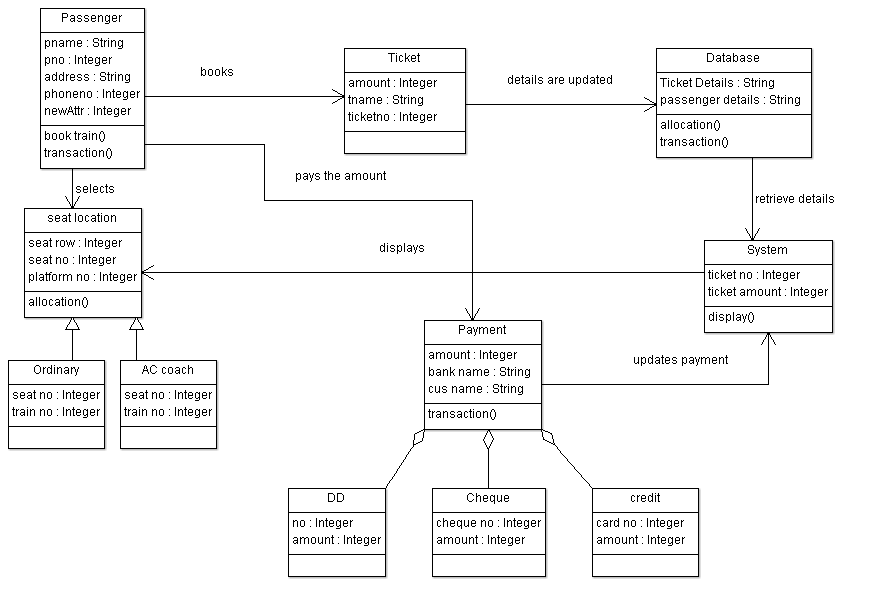 Passenger
pname : String
pno : Integer
address : String
phoneno : Integer
newAttr : Integer
book train()
transaction()
books
Ticket
amount : Integer
tname : String
ticketno : Integer
details are updated
Database
Ticket Details : String
passenger details : String
allocation()
transaction()
selects
pays the amount
retrieve details
seat location
seat row : Integer
seat no : Integer
platform no : Integer
allocation()
displays
System
ticket no : Integer
ticket amount : Integer
display()
Payment
amount : Integer
bank name : String
cus name : String
transaction()
updates payment
Ordinary
seat no : Integer
train no : Integer
AC coach
seat no : Integer
train no : Integer
DD
no : Integer
amount : Integer
Cheque
cheque no : Integer
amount : Integer
credit
card no : Integer
amount : Integer